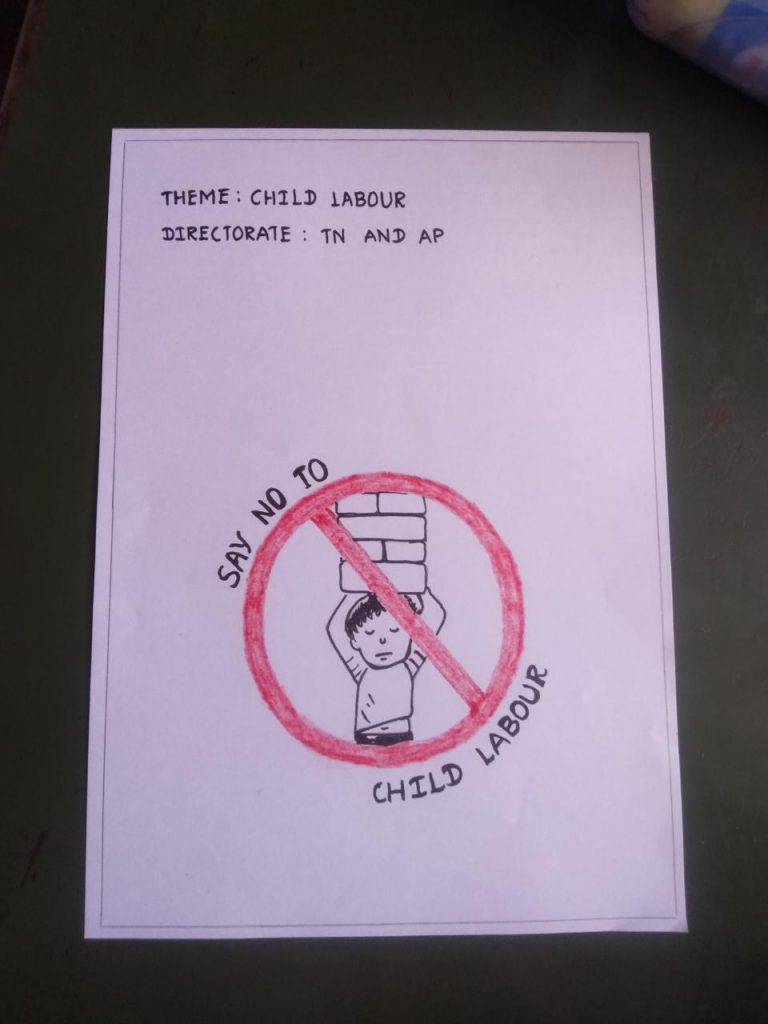 THEME : CHILD LABOUR
DIRECTORATE : TN AND AP
SAY NO TO
CHILD LABOUR